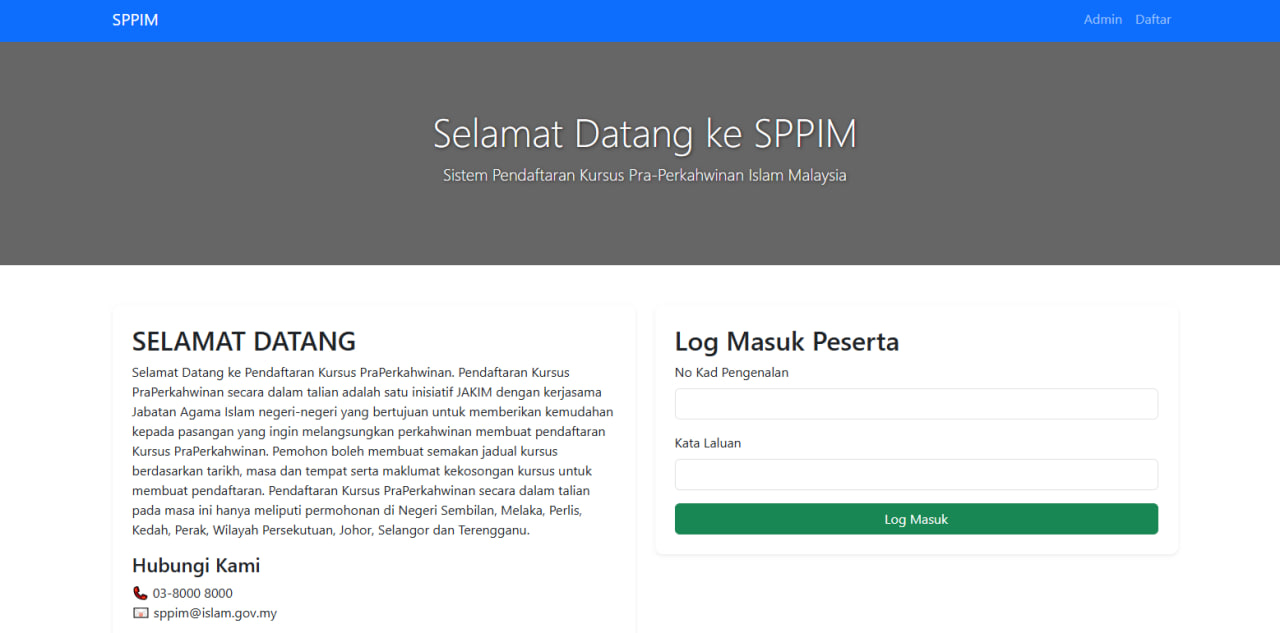 SPPIM
Admin
Daftar
Selamat Datang ke SPPIM
Sistem Pendaftaran Kursus Pra-Perkahwinan Islam Malaysia
SELAMAT DATANG
Selamat Datang ke Pendaftaran Kursus PraPerkahwinan. Pendaftaran Kursus
PraPerkahwinan secara dalam talian adalah satu inisiatif JAKIM dengan kerjasama
Jabatan Agama Islam negeri-negeri yang bertujuan untuk memberikan kemudahan
kepada pasangan yang ingin melangsungkan perkahwinan membuat pendaftaran
Kursus PraPerkahwinan. Pemohon boleh membuat semakan jadual kursus
berdasarkan tarikh, masa dan tempat serta maklumat kekosongan kursus untuk
membuat pendaftaran. Pendaftaran Kursus PraPerkahwinan secara dalam talian
pada masa ini hanya meliputi permohonan di Negeri Sembilan, Melaka, Perlis,
Kedah, Perak, Wilayah Persekutuan, Johor, Selangor dan Terengganu.
Hubungi Kami
03-8000 8000
sppim@islam.gov.my
Log Masuk Peserta
No Kad Pengenalan
Kata Laluan
Log Masuk